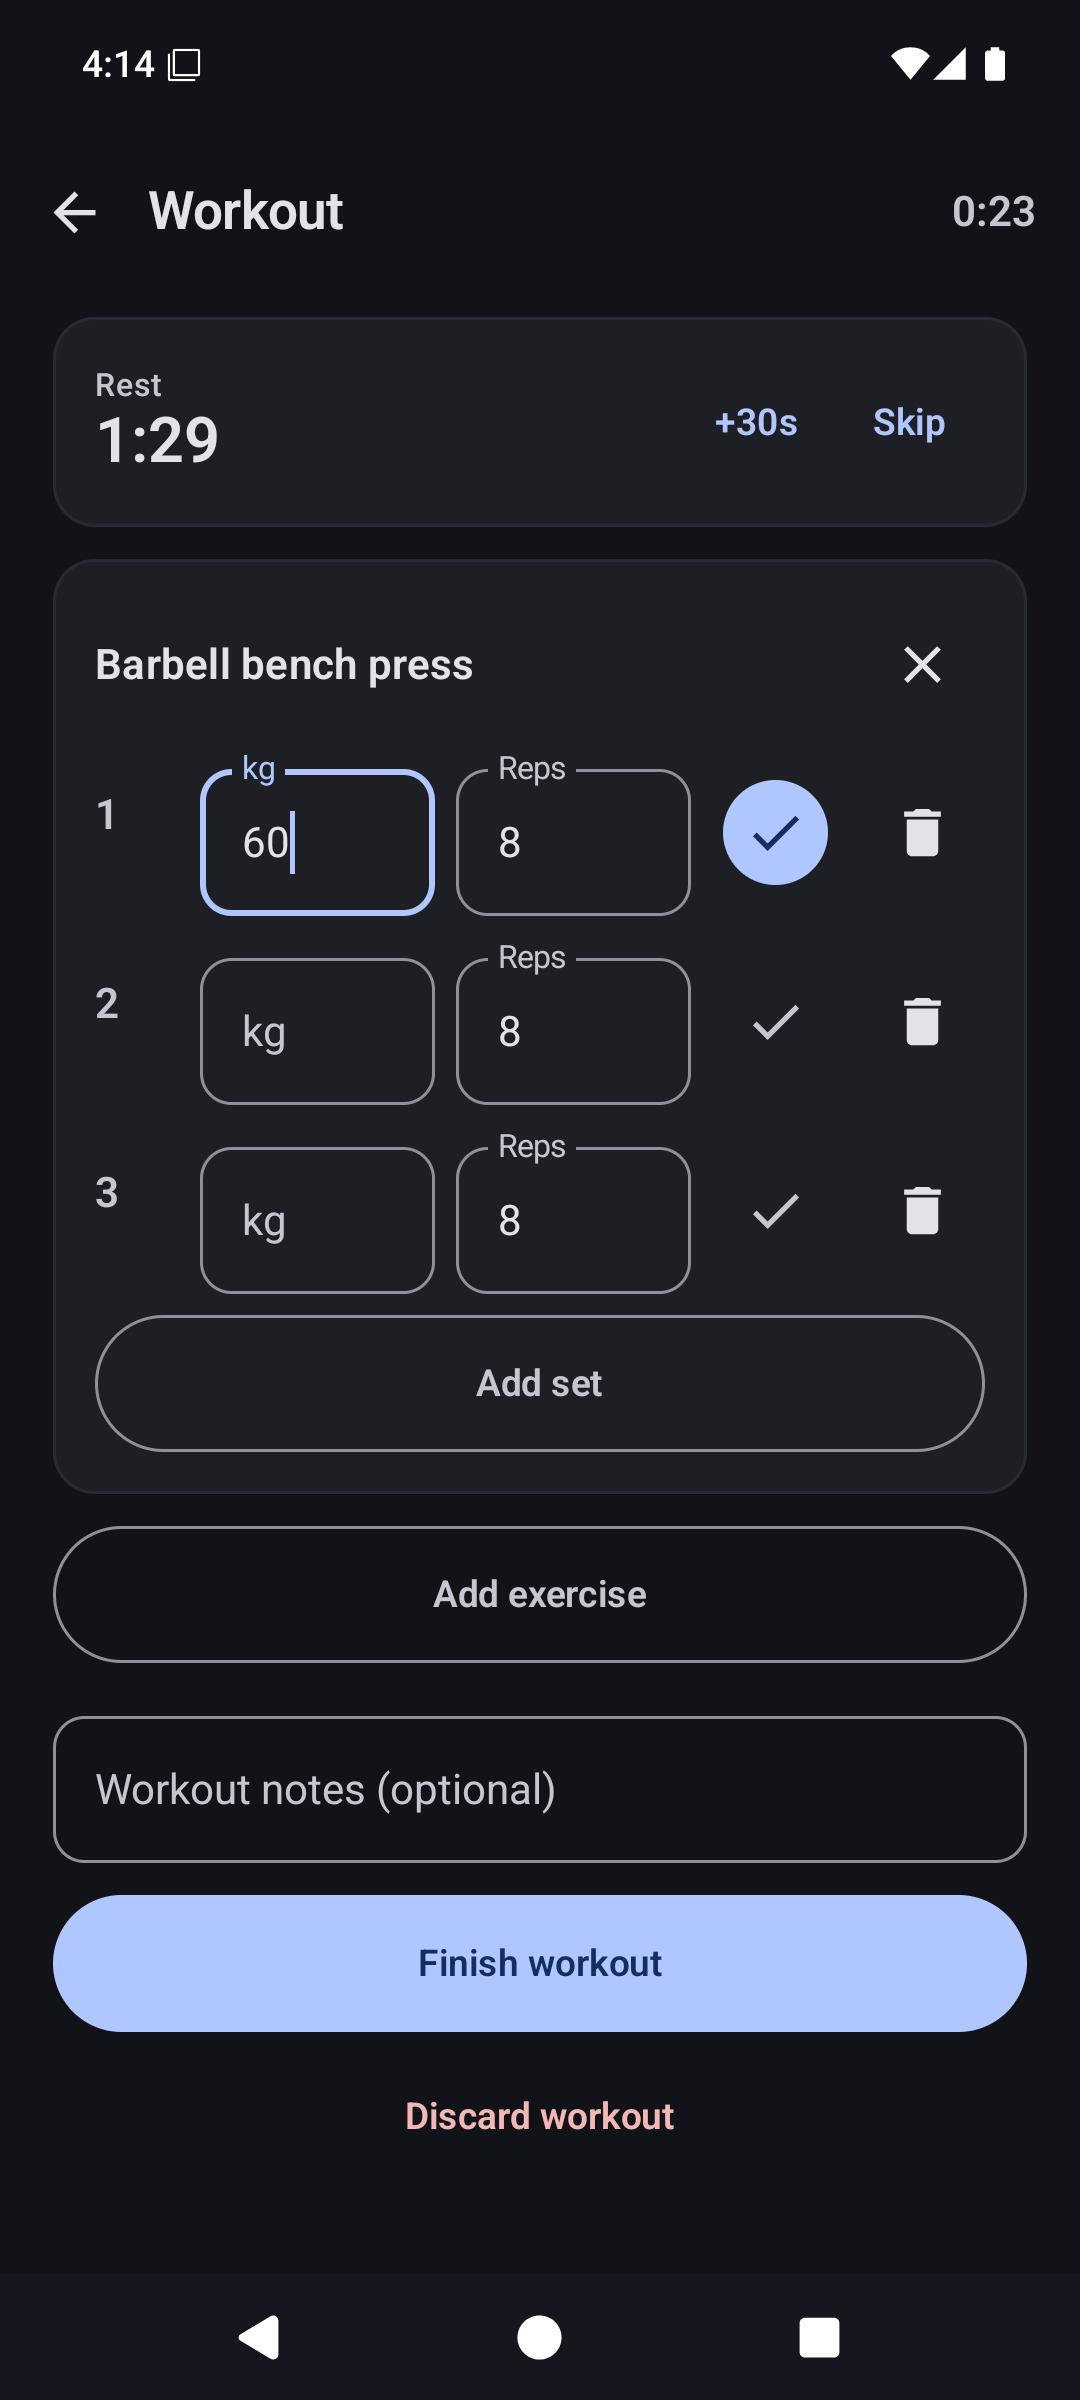 4:14
Workout
0:23
Rest
1:29
+30s
Skip
Barbell bench press
1
kg
60
Reps
8
2
kg
Reps
8
3
kg
Reps
8
Add set
Add exercise
Workout notes (optional)
Finish workout
Discard workout